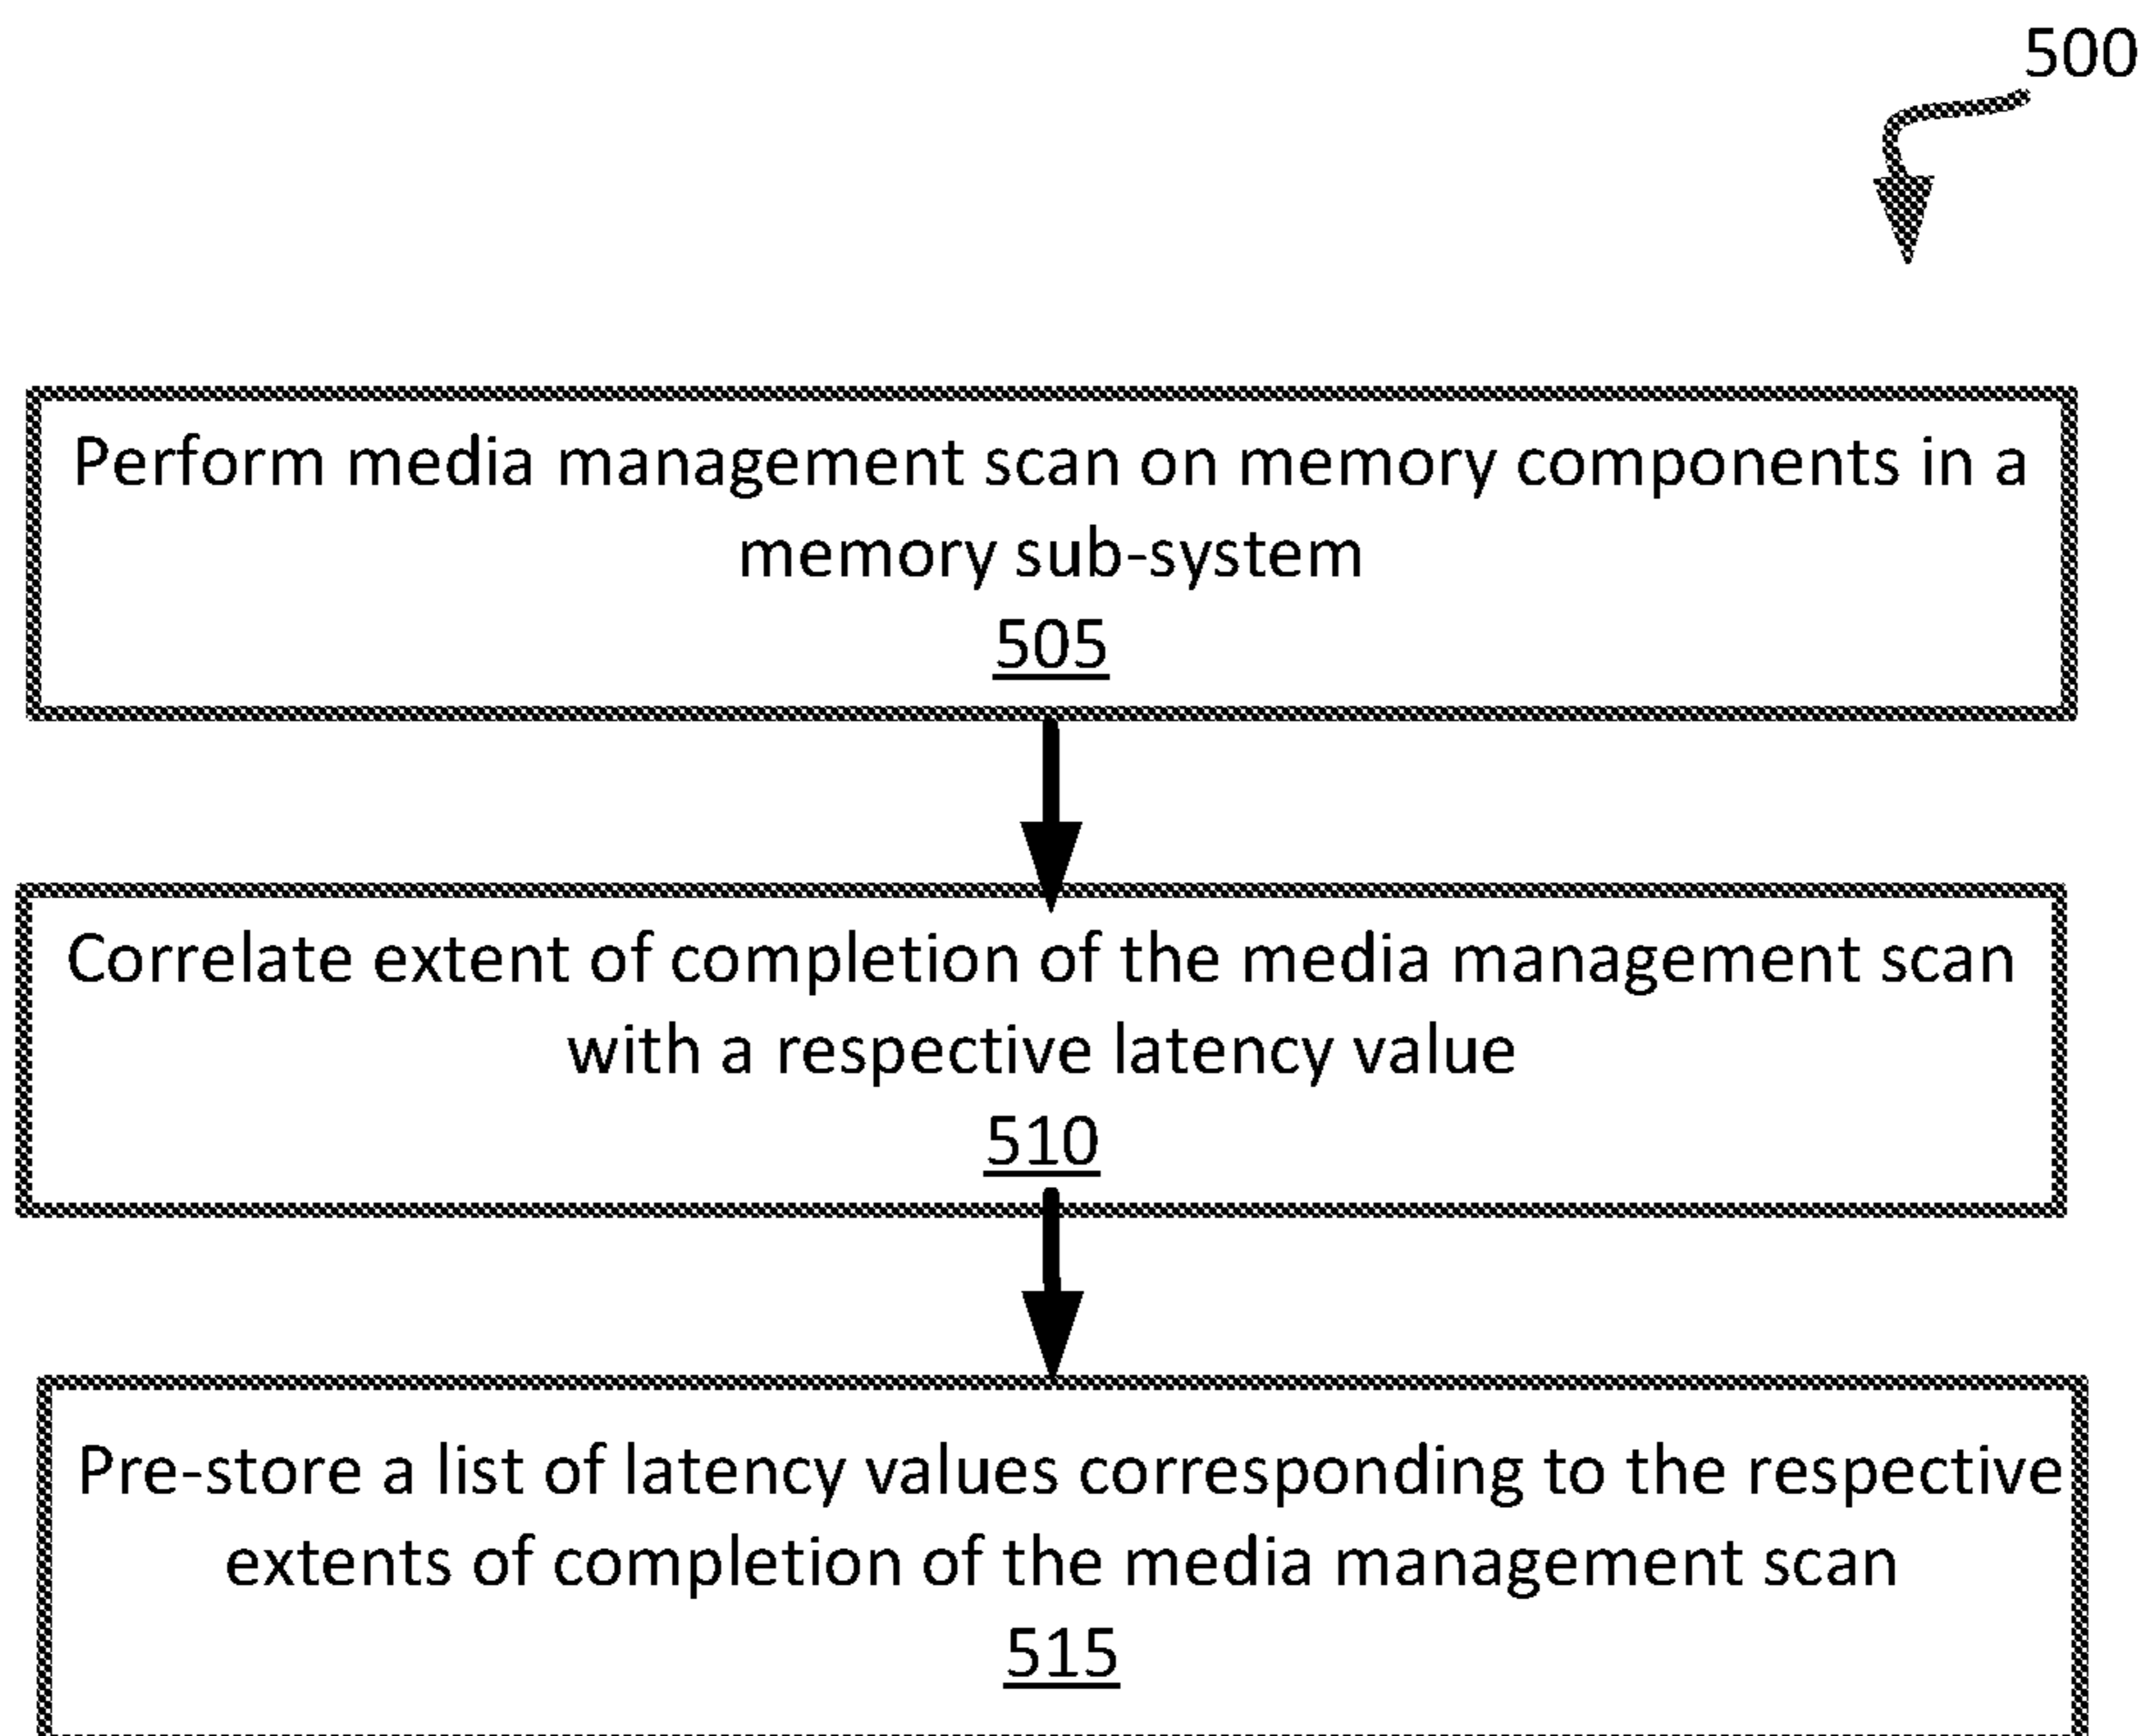 500
Perform media management scan on memory components in a
memory sub-system
505
Correlate extent of completion of the media management scan
with a respective latency value
510
Pre-store a list of latency values corresponding to the respective
extents of completion of the media management scan
515